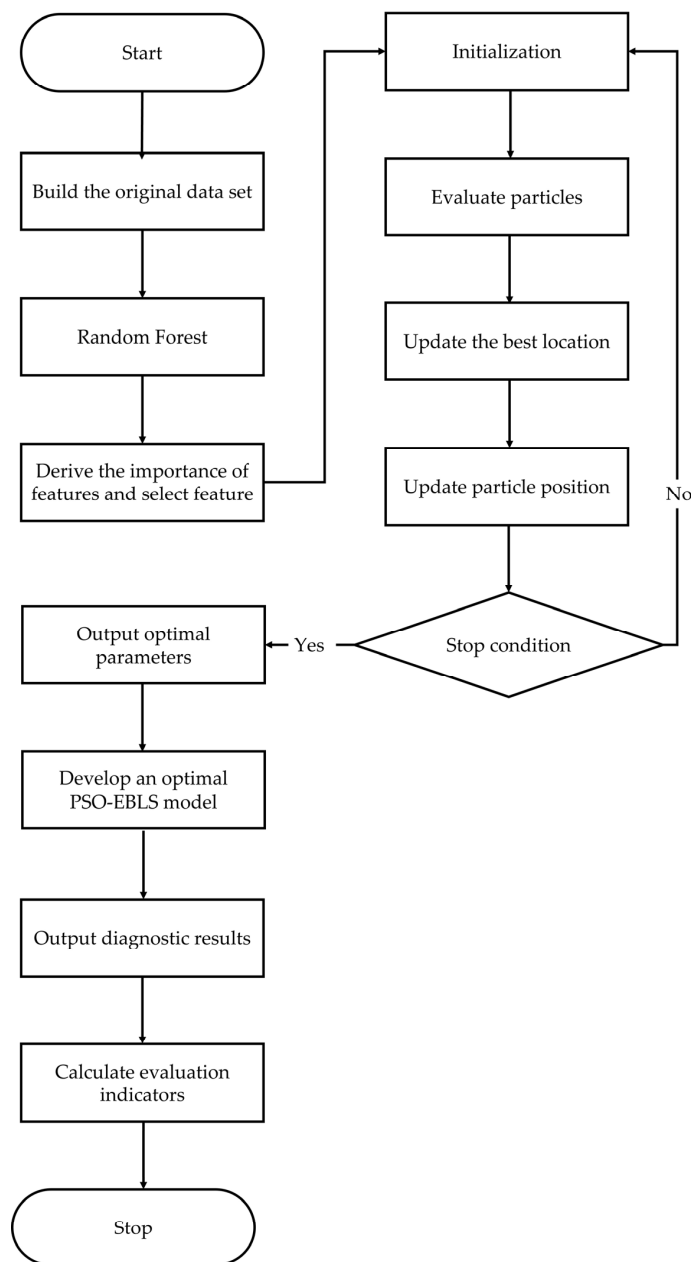 Start
Build the original data set
Random Forest
Derive the importance of
features and select feature
Initialization
Evaluate particles
Update the best location
Update particle position
No
Stop condition
Yes
Output optimal
parameters
Develop an optimal
PSO-EBLS model
Output diagnostic results
Calculate evaluation
indicators
Stop